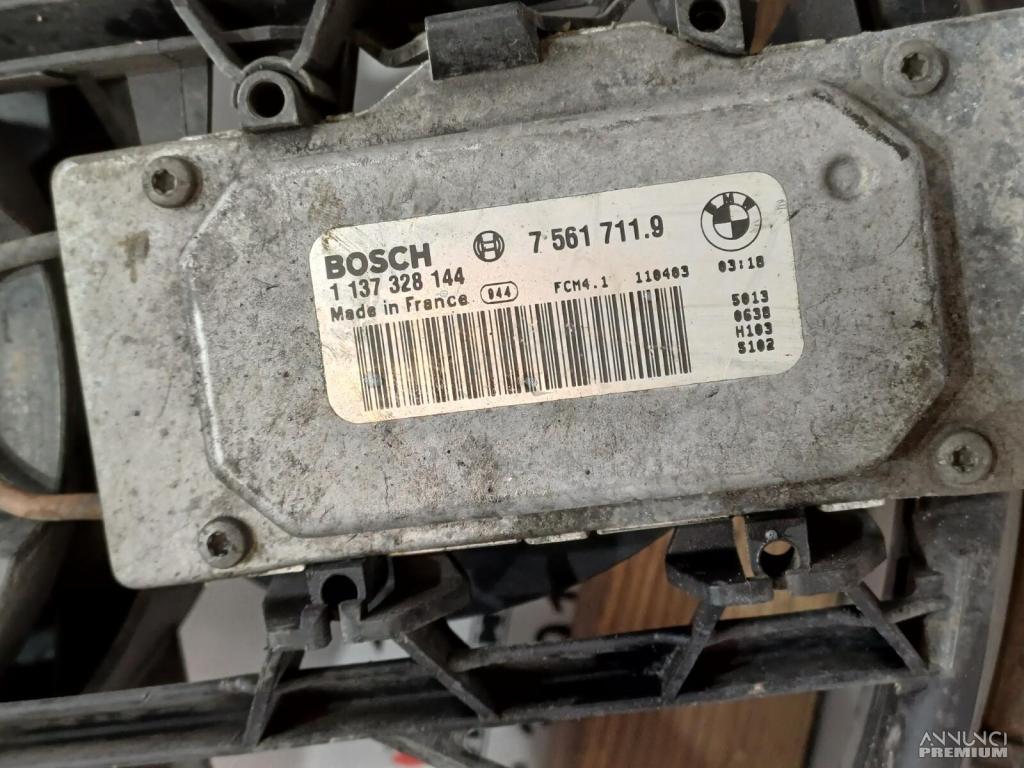 BOSCH 7 561 711.9 BMW
1 137 328 144
Made in France 044 FCM4.1 110403 03:18
5013
0638
H103
S102
ANNUNCI
PREMIUM